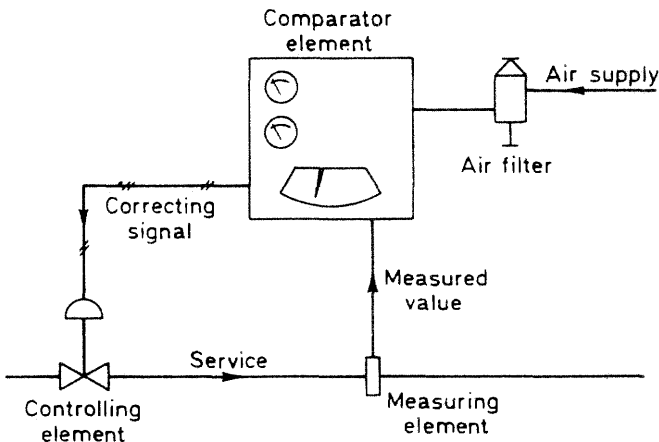 Comparator
element
Air supply
Air filter
Correcting
signal
Measured
value
Service
Controlling
element
Measuring
element